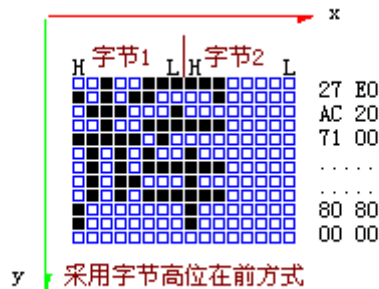 x
字节1 字节2
H L H L
27 E0
AC 20
71 00
.....
.....
80 80
00 00
y 采用字节高位在前方式